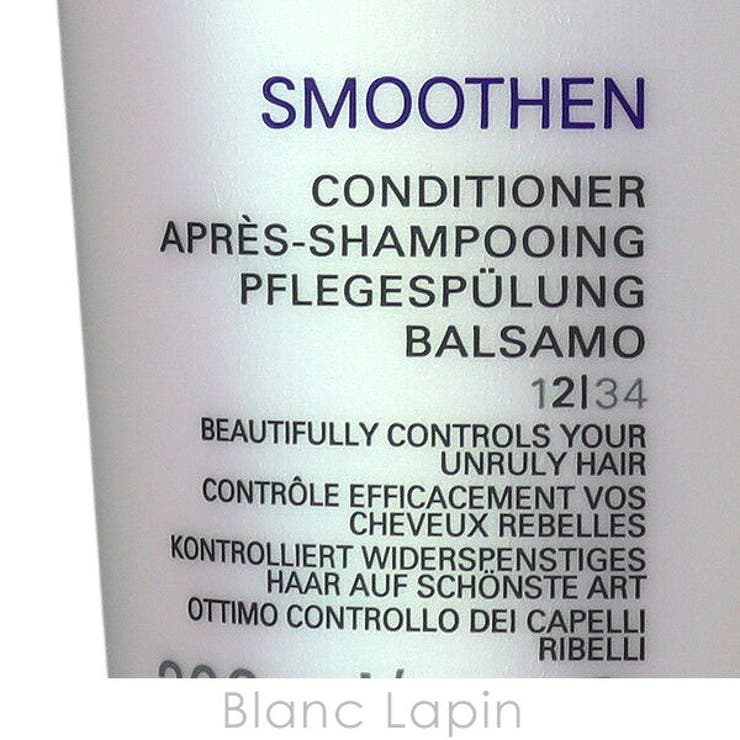 SMOOTHEN
CONDITIONER
APRÈS-SHAMPOOING
PFLEGESPÜLUNG
BALSAMO
12|34
BEAUTIFULLY CONTROLS YOUR
UNRULY HAIR
CONTRÔLE EFFICACEMENT VOS
CHEVEUX REBELLES
KONTROLLIERT WIDERSPENSTIGES
HAAR AUF SCHÖNSTE ART
OTTIMO CONTROLLO DEI CAPELLI
RIBELLI
Blanc Lapin